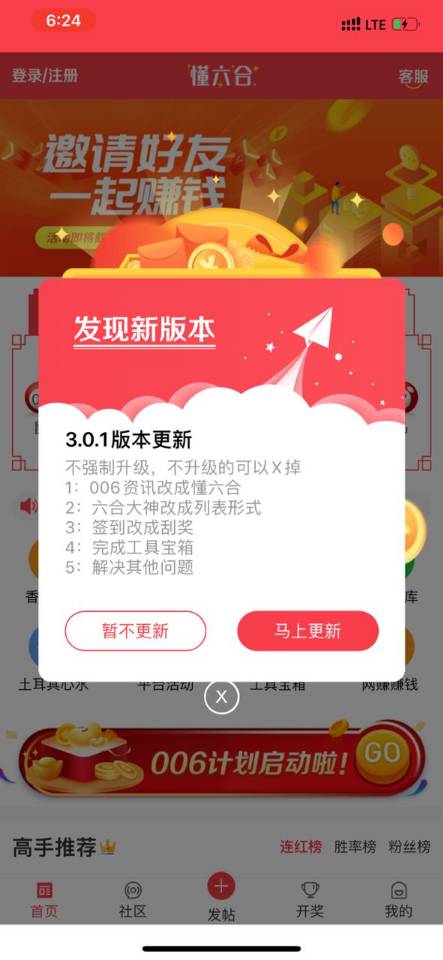 6:24
LTE
登录/注册
懂六合
客服
邀请好友
一起赚钱
发现新版本
3.0.1版本更新
不强制升级，不升级的可以X掉
1：006资讯改成懂六合
2：六合大神改成列表形式
3：签到改成刮奖
4：完成工具宝箱
5：解决其他问题
暂不更新
马上更新
香
库
平台活动
工具宝箱
网赚赚钱
X
006计划启动啦！
GO
高手推荐
连红榜
胜率榜
粉丝榜
首页
社区
发帖
开奖
我的